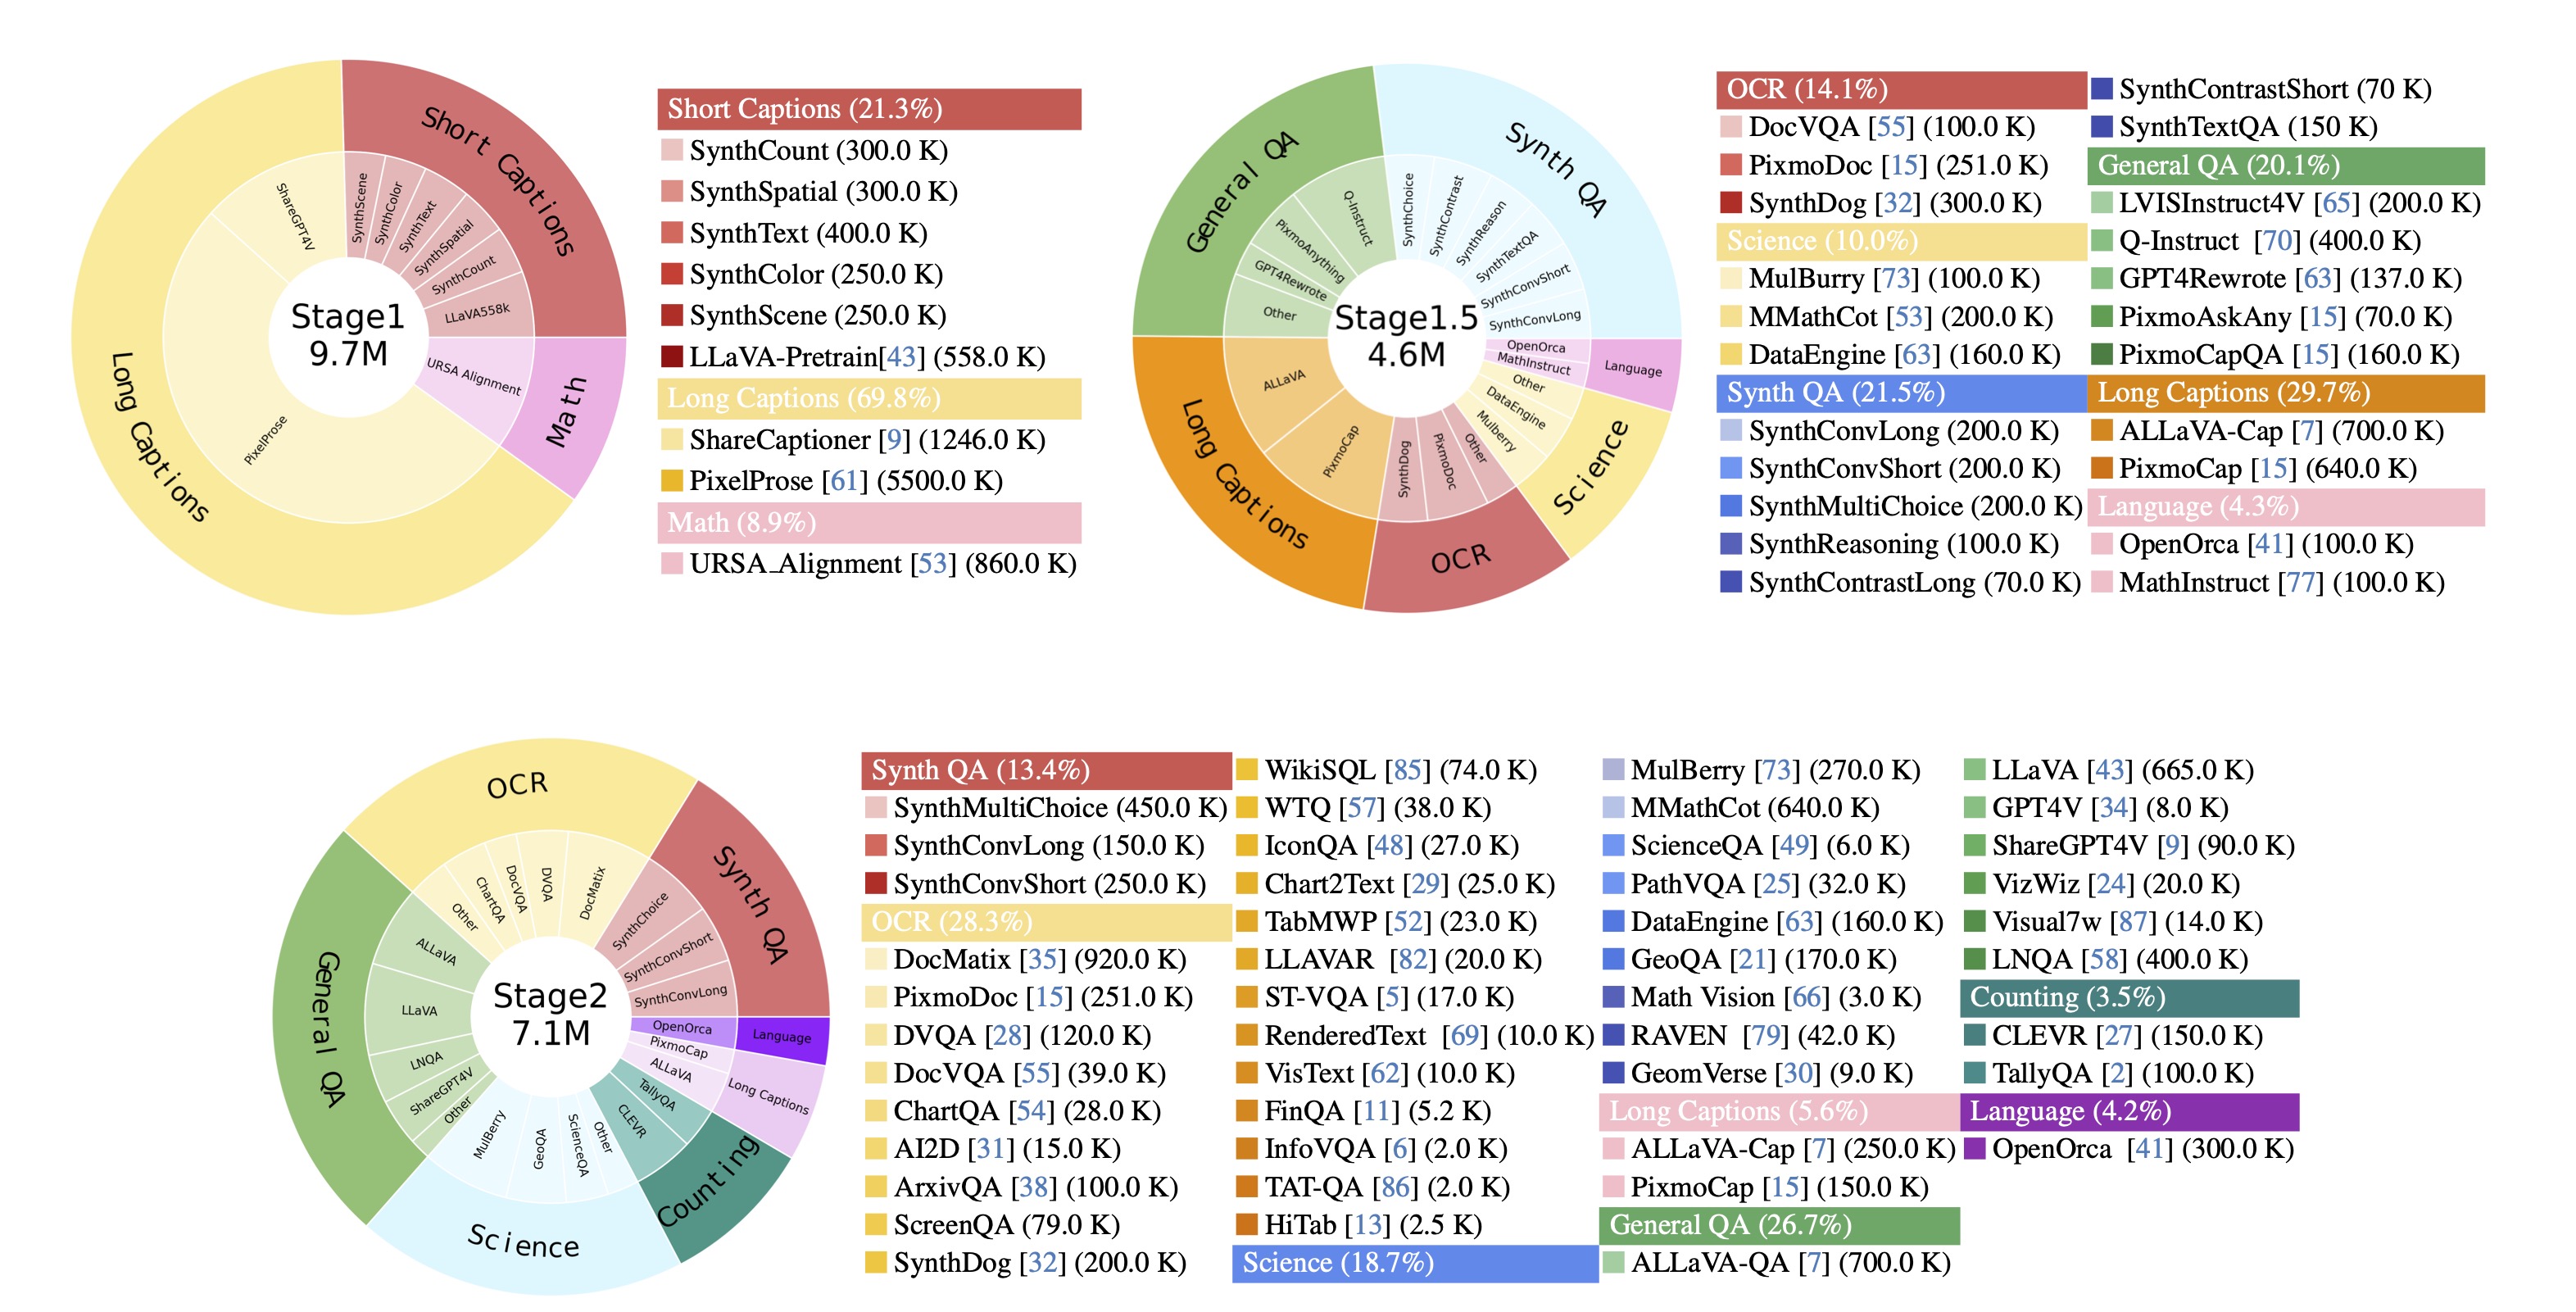 Short Captions
Math
Long Captions
ShareGPT4V
SynthScene
SynthColor
SynthText
SynthSpatial
SynthCount
LLaVA558k
URSA Alignment
PixelProse
Stage1
9.7M
Short Captions (21.3%)
SynthCount (300.0 K)
SynthSpatial (300.0 K)
SynthText (400.0 K)
SynthColor (250.0 K)
SynthScene (250.0 K)
LLaVA-Pretrain[43] (558.0 K)
Long Captions (69.8%)
ShareCaptioner [9] (1246.0 K)
PixelProse [61] (5500.0 K)
Math (8.9%)
URSA_Alignment [53] (860.0 K)
General QA
Synth QA
Language
Science
OCR
Long Captions
Q-Instruct
PixmoAnything
GPT4Rewrote
Other
SynthChoice
SynthContrast
SynthReason
SynthTextQA
SynthConvShort
SynthConvLong
OpenOrca
MathInstruct
Other
DataEngine
Mulberry
Other
PixmoDoc
SynthDog
PixmoCap
ALLaVA
Stage1.5
4.6M
OCR (14.1%)
DocVQA [55] (100.0 K)
PixmoDoc [15] (251.0 K)
SynthDog [32] (300.0 K)
Science (10.0%)
MulBurry [73] (100.0 K)
MMathCot [53] (200.0 K)
DataEngine [63] (160.0 K)
Synth QA (21.5%)
SynthConvLong (200.0 K)
SynthConvShort (200.0 K)
SynthMultiChoice (200.0 K)
SynthReasoning (100.0 K)
SynthContrastLong (70.0 K)
SynthContrastShort (70 K)
SynthTextQA (150 K)
General QA (20.1%)
LVISInstruct4V [65] (200.0 K)
Q-Instruct [70] (400.0 K)
GPT4Rewrote [63] (137.0 K)
PixmoAskAny [15] (70.0 K)
PixmoCapQA [15] (160.0 K)
Long Captions (29.7%)
ALLaVA-Cap [7] (700.0 K)
PixmoCap [15] (640.0 K)
Language (4.3%)
OpenOrca [41] (100.0 K)
MathInstruct [77] (100.0 K)
OCR
Synth QA
Language
Long Captions
Counting
Science
General QA
Other
ChartQA
DocVQA
DVQA
DocMatix
SynthChoice
SynthConvShort
SynthConvLong
OpenOrca
PixmoCap
ALLaVA
TallyQA
CLEVR
Other
ScienceQA
GeoQA
MulBerry
Other
ShareGPT4V
LNQA
LLaVA
ALLaVA
Stage2
7.1M
Synth QA (13.4%)
SynthMultiChoice (450.0 K)
SynthConvLong (150.0 K)
SynthConvShort (250.0 K)
OCR (28.3%)
DocMatix [35] (920.0 K)
PixmoDoc [15] (251.0 K)
DVQA [28] (120.0 K)
DocVQA [55] (39.0 K)
ChartQA [54] (28.0 K)
AI2D [31] (15.0 K)
ArxivQA [38] (100.0 K)
ScreenQA (79.0 K)
SynthDog [32] (200.0 K)
WikiSQL [85] (74.0 K)
WTQ [57] (38.0 K)
IconQA [48] (27.0 K)
Chart2Text [29] (25.0 K)
TabMWP [52] (23.0 K)
LLAVAR [82] (20.0 K)
ST-VQA [5] (17.0 K)
RenderedText [69] (10.0 K)
VisText [62] (10.0 K)
FinQA [11] (5.2 K)
InfoVQA [6] (2.0 K)
TAT-QA [86] (2.0 K)
HiTab [13] (2.5 K)
Science (18.7%)
MulBerry [73] (270.0 K)
MMathCot (640.0 K)
ScienceQA [49] (6.0 K)
PathVQA [25] (32.0 K)
DataEngine [63] (160.0 K)
GeoQA [21] (170.0 K)
Math Vision [66] (3.0 K)
RAVEN [79] (42.0 K)
GeomVerse [30] (9.0 K)
Long Captions (5.6%)
ALLaVA-Cap [7] (250.0 K)
PixmoCap [15] (150.0 K)
General QA (26.7%)
ALLaVA-QA [7] (700.0 K)
LLaVA [43] (665.0 K)
GPT4V [34] (8.0 K)
ShareGPT4V [9] (90.0 K)
VizWiz [24] (20.0 K)
Visual7w [87] (14.0 K)
LNQA [58] (400.0 K)
Counting (3.5%)
CLEVR [27] (150.0 K)
TallyQA [2] (100.0 K)
Language (4.2%)
OpenOrca [41] (300.0 K)